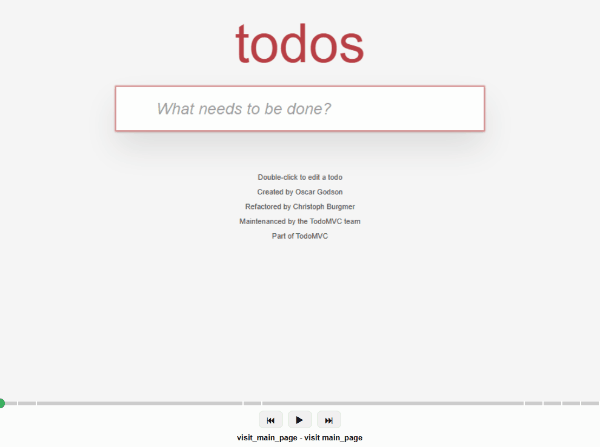 todos
What needs to be done?
Double-click to edit a todo
Created by Oscar Godson
Refactored by Christoph Burgmer
Maintenanced by the TodoMVC team
Part of TodoMVC
visit_main_page - visit main_page